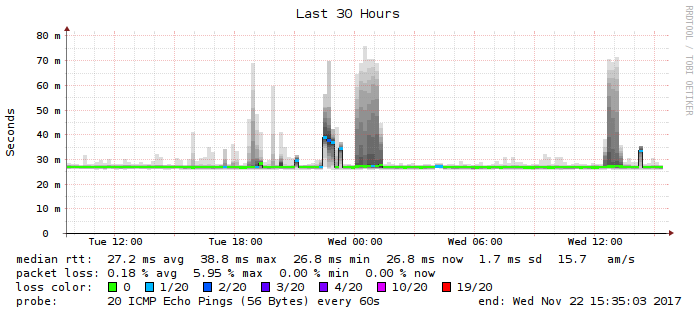 Last 30 Hours
RRDTOOL / TOBI OETIKER
Seconds
80 m
70 m
60 m
50 m
40 m
30 m
20 m
10 m
0
Tue 12:00 Tue 18:00 Wed 00:00 Wed 06:00 Wed 12:00
median rtt: 27.2 ms avg 38.8 ms max 26.8 ms min 26.8 ms now 1.7 ms sd 15.7 am/s
packet loss: 0.18 % avg 5.95 % max 0.00 % min 0.00 % now
loss color: 0 1/20 2/20 3/20 4/20 10/20 19/20
probe: 20 ICMP Echo Pings (56 Bytes) every 60s end: Wed Nov 22 15:35:03 2017